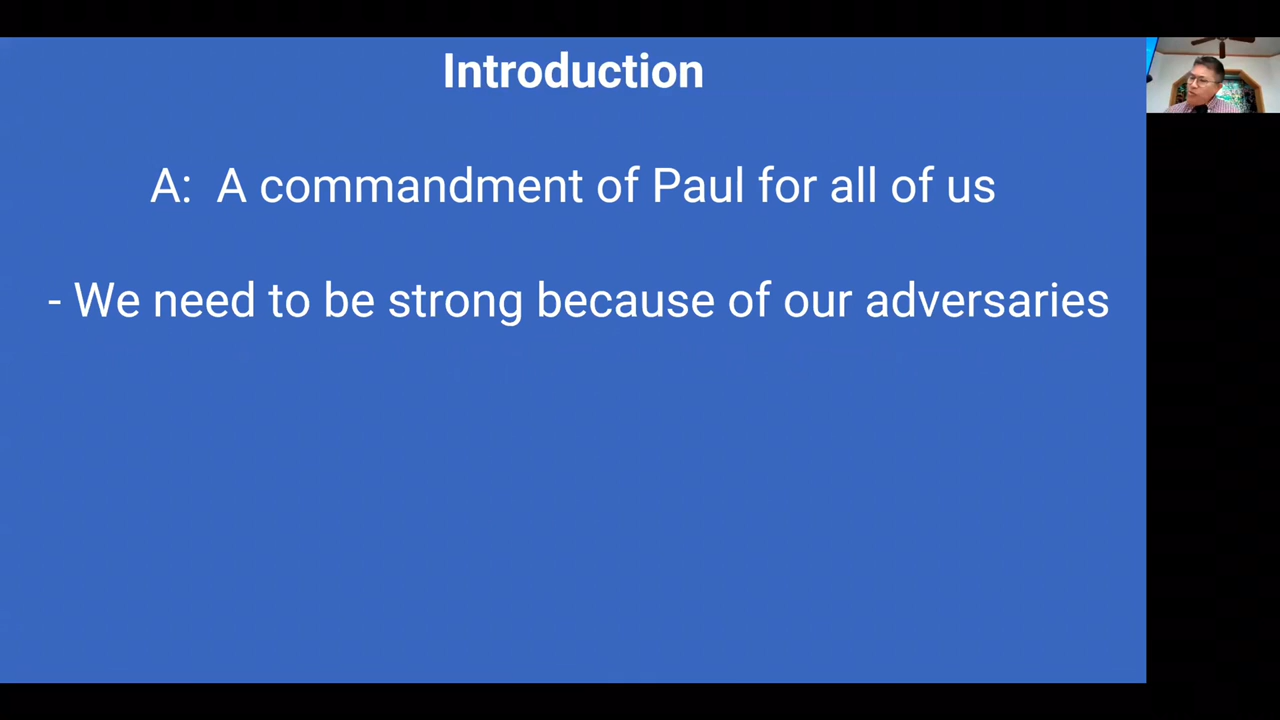 Introduction
A: A commandment of Paul for all of us
- We need to be strong because of our adversaries